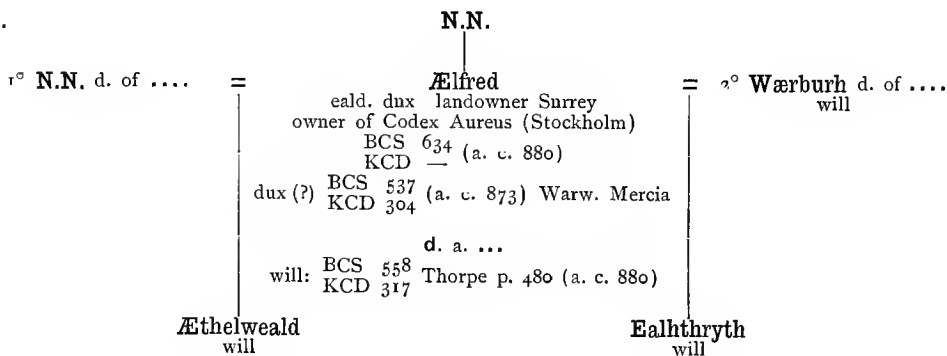 .
N.N.
1° N.N. d. of .... = Ælfred = 2° Wærburh d. of ....
eald. dux landowner Surrey
will
owner of Codex Aureus (Stockholm)
BCS 634 (a. c. 880)
KCD —
dux (?) BCS 537 (a. c. 873) Warw. Mercia
KCD 304
d. a. ...
will: BCS 558 Thorpe p. 480 (a. c. 880)
KCD 317
Æthelweald
will
Ealhthryth
will